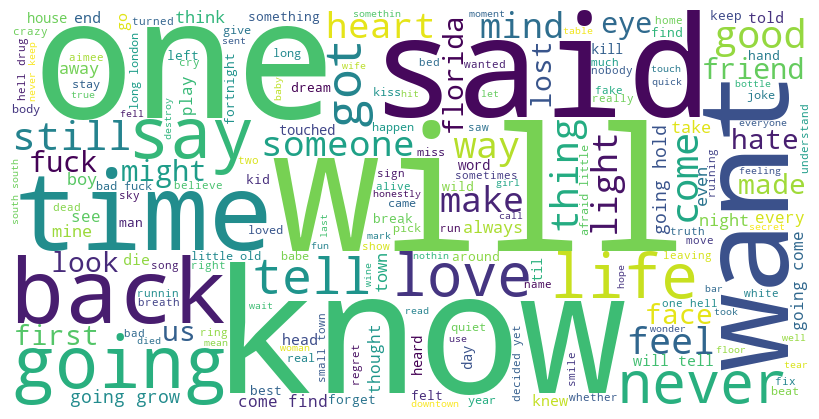 one
said
will
know
want
time
back
going
say
still
tell
love
life
never
got
heart
mind
eye
good
friend
florida
lost
someone
way
thing
light
come
hate
made
make
might
fuck
look
first
us
feel
face
house
end
crazy
go
turned
think
something
somethin
moment
home
keep
told
hell drug
never keep
aimee
away
left
give
sent
long
cry
play
fortnight
long london
stay
true
body
fell
destroy
baby
wife
dream
bed
kiss
hit
much
wanted
nobody
let
table
kill
fake
find
really
touch
quick
hand
joke
bottle
everyone
understand
touched
happen
saw
miss
two
bad fuck
believe
kid
sign
alive
honestly
came
word
sometimes
wild
girl
call
always
run
afraid little
going hold
take
even
ruining
feeling
boy
see
mine
dead
man
sky
south south
loved
last
fun
mark
show
break
pick
night
every
truth
move
secret
die
song
right
little old
babe
nothin
around
town
wine
til
name
hope
leaving
bar
took
white
well
going come
runnin
breath
wait
read
one hell
wonder
floor
will tell
tear
fix
beat
bad
died
ring
mean
woman
head
real
small town
regret
thought
heard
quiet
use
day
decided yet
smile
whether
going grow
best
come find
forget
felt
downtown
year
knew